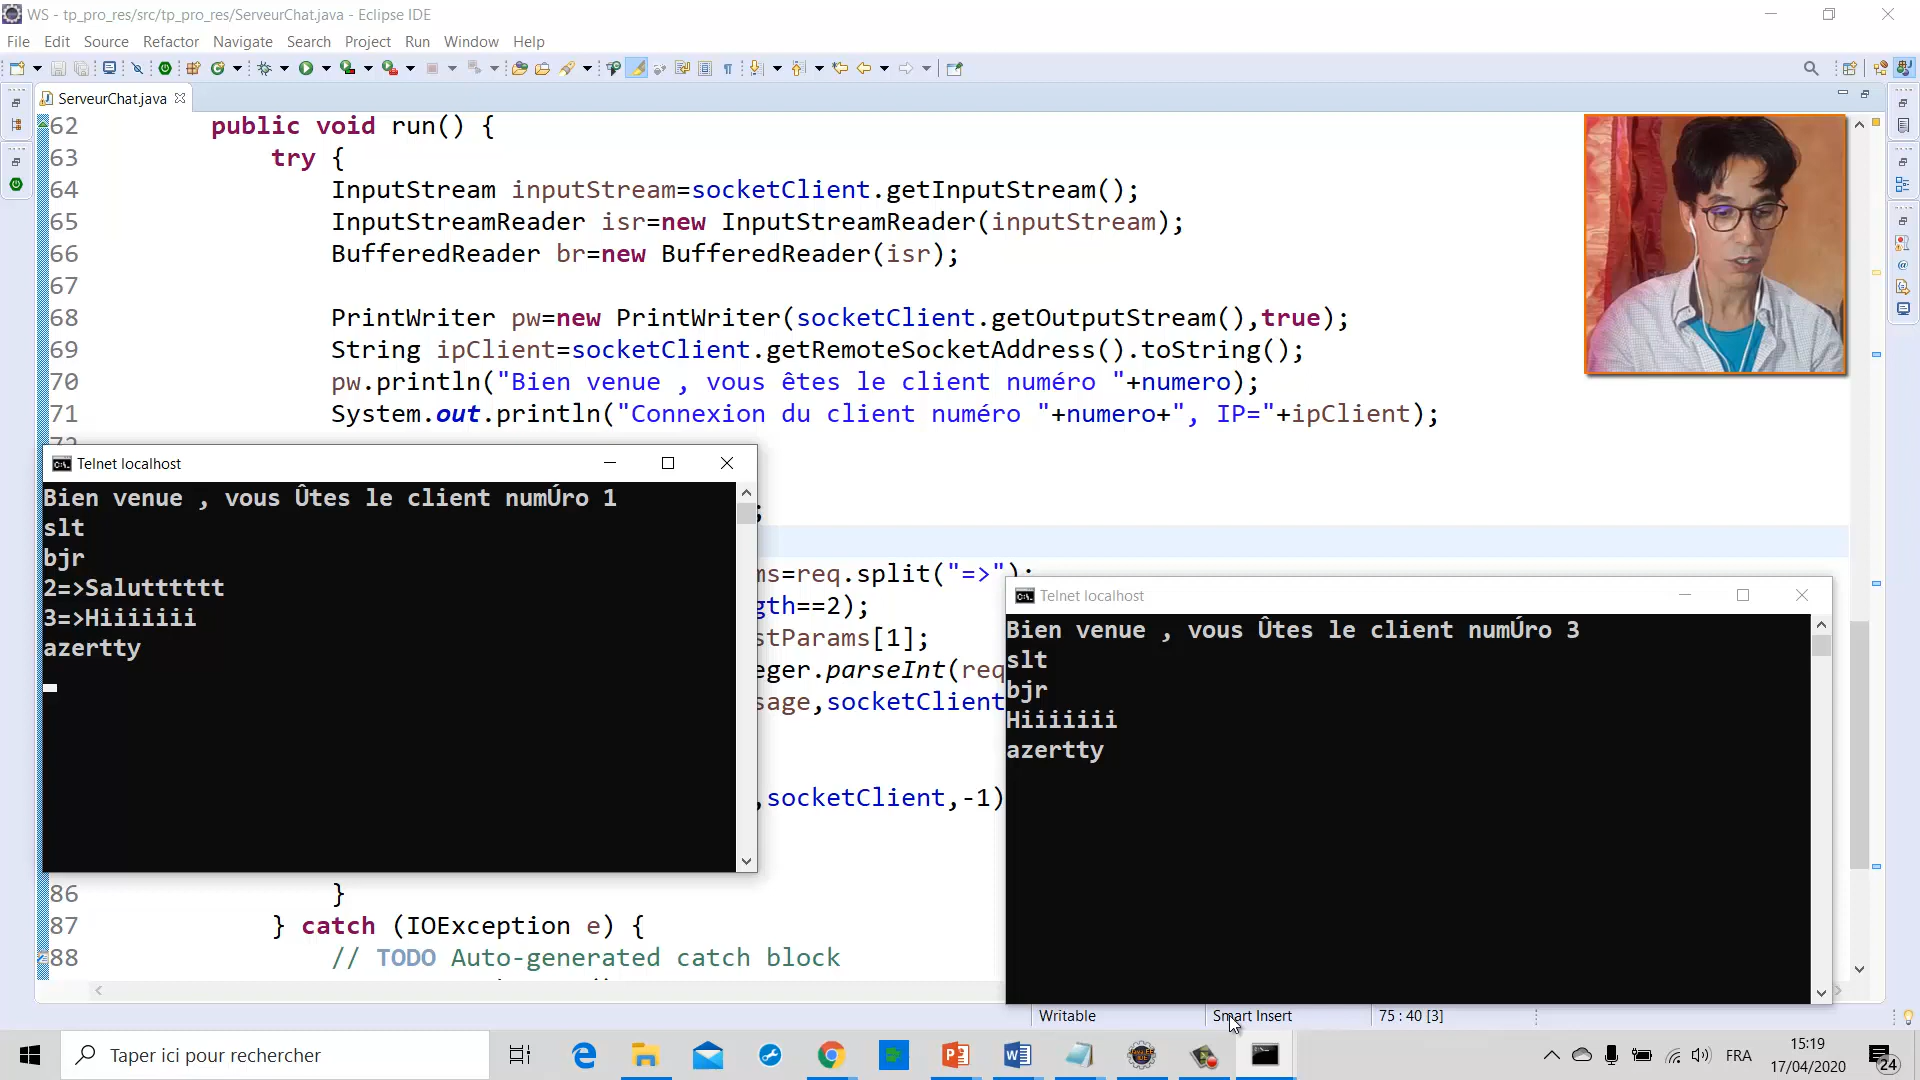 WS - tp_pro_res/src/tp_pro_res/ServeurChat.java - Eclipse IDE
File Edit Source Refactor Navigate Search Project Run Window Help
ServeurChat.java
62 public void run() {
63 try {
64 InputStream inputStream=socketClient.getInputStream();
65 InputStreamReader isr=new InputStreamReader(inputStream);
66 BufferedReader br=new BufferedReader(isr);
67
68 PrintWriter pw=new PrintWriter(socketClient.getOutputStream(),true);
69 String ipClient=socketClient.getRemoteSocketAddress().toString();
70 pw.println("Bien venue , vous êtes le client numéro "+numero);
71 System.out.println("Connexion du client numéro "+numero+", IP="+ipClient);
Telnet localhost
Bien venue , vous Ûtes le client numÚro 1
slt
bjr
2=>Salutttttt
3=>Hiiiiiii
azertty
;
ms=req.split("=>");
gth==2);
stParams[1];
eger.parseInt(req
sage,socketClient
,socketClient,-1)
Telnet localhost
Bien venue , vous Ûtes le client numÚro 3
slt
bjr
Hiiiiiii
azertty
86 }
87 } catch (IOException e) {
88 // TODO Auto-generated catch block
Writable Smart Insert 75 : 40 [3]
Taper ici pour rechercher
FRA
15:19
17/04/2020
24